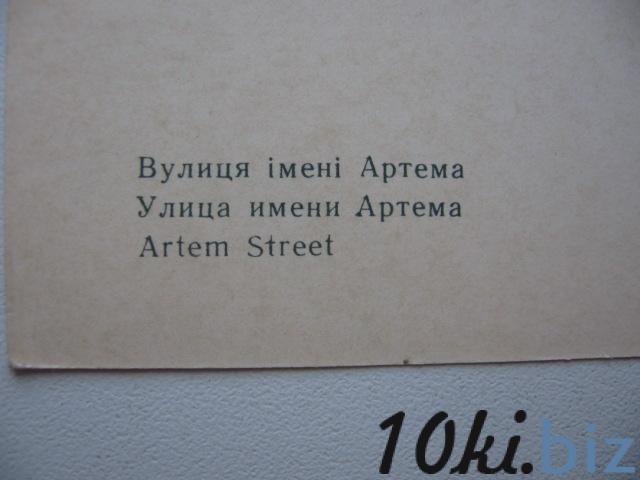 Вулиця імені Артема
Улица имени Артема
Artem Street
10ki.biz